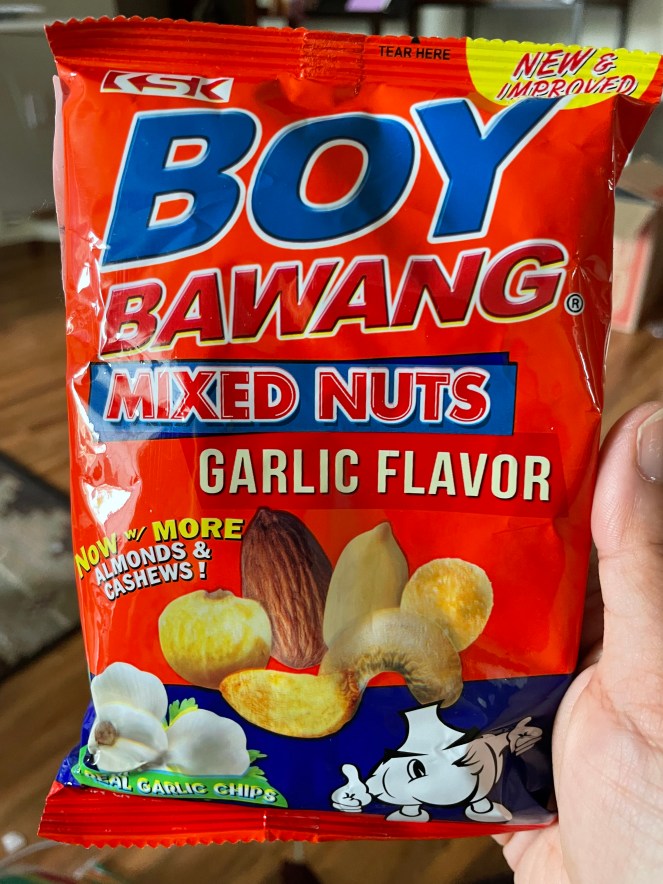 TEAR HERE
NEW &
IMPROVED
KSK
BOY
BAWANG®
MIXED NUTS
GARLIC FLAVOR
NOW w/ MORE
ALMONDS &
CASHEWS !
REAL GARLIC CHIPS